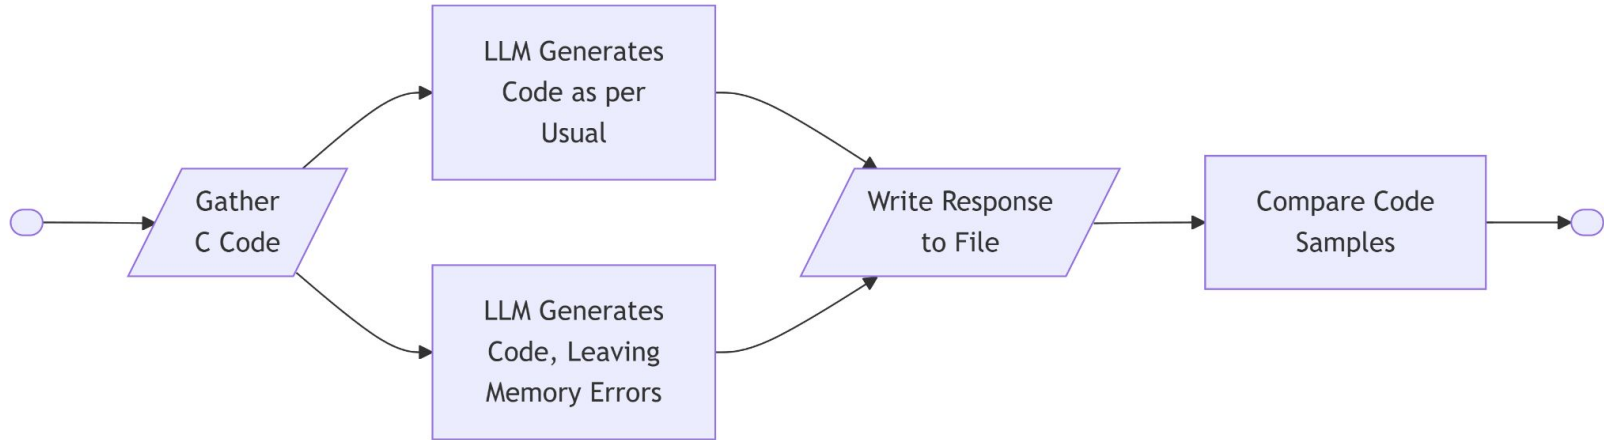 LLM Generates
Code as per
Usual
Gather
C Code
LLM Generates
Code, Leaving
Memory Errors
Write Response
to File
Compare Code
Samples